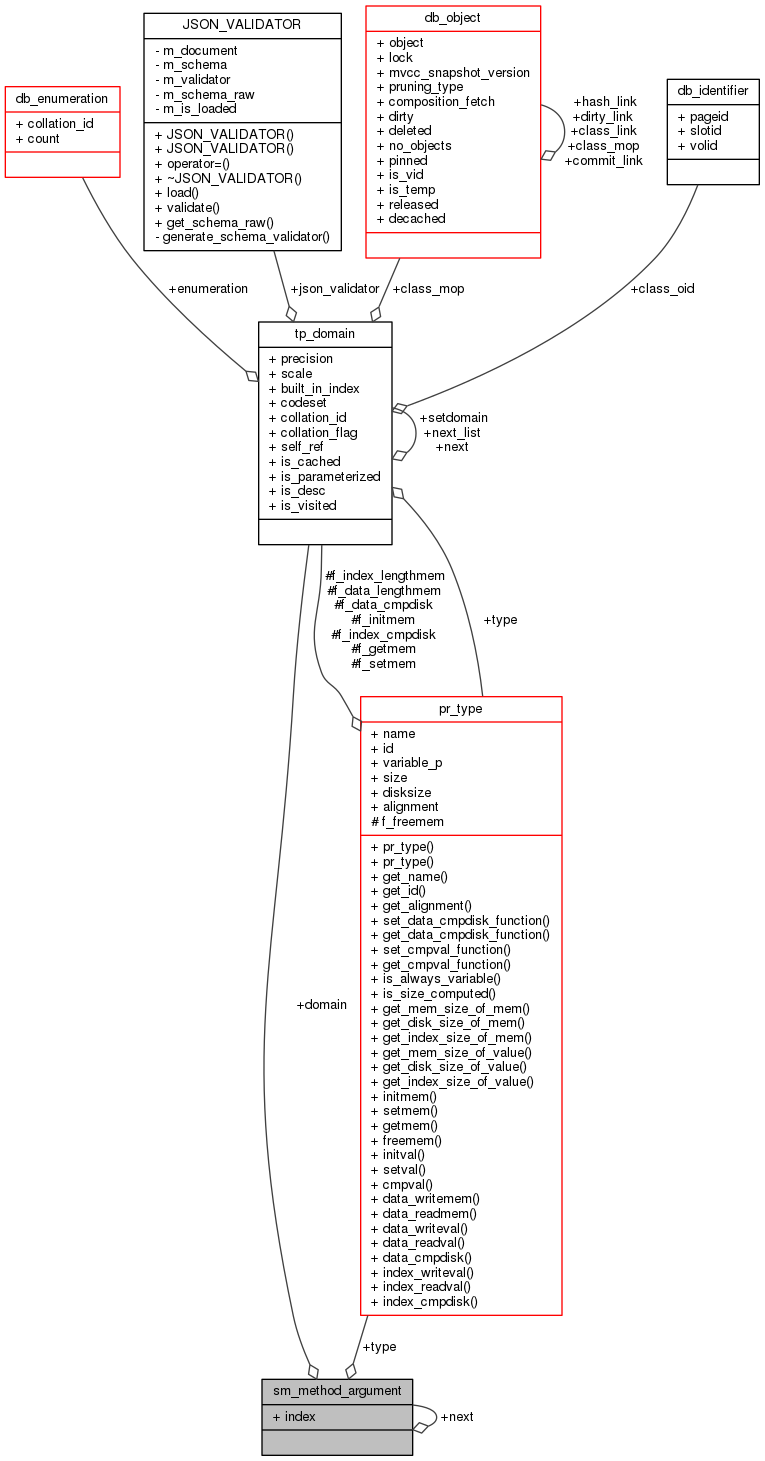 JSON_VALIDATOR
- m_document
- m_schema
- m_validator
- m_schema_raw
- m_is_loaded
+ JSON_VALIDATOR()
+ JSON_VALIDATOR()
+ operator=()
+ ~JSON_VALIDATOR()
+ load()
+ validate()
+ get_schema_raw()
- generate_schema_validator()
db_object
+ object
+ lock
+ mvcc_snapshot_version
+ pruning_type
+ composition_fetch
+ dirty
+ deleted
+ no_objects
+ pinned
+ is_vid
+ is_temp
+ released
+ decached
+hash_link
+dirty_link
+class_link
+class_mop
+commit_link
db_enumeration
+ collation_id
+ count
db_identifier
+ pageid
+ slotid
+ volid
+enumeration
+json_validator
+class_mop
+class_oid
tp_domain
+ precision
+ scale
+ built_in_index
+ codeset
+ collation_id
+ collation_flag
+ self_ref
+ is_cached
+ is_parameterized
+ is_desc
+ is_visited
+setdomain
+next_list
+next
#f_index_lengthmem
#f_data_lengthmem
#f_data_cmpdisk
#f_initmem
#f_index_cmpdisk
#f_getmem
#f_setmem
+type
pr_type
+ name
+ id
+ variable_p
+ size
+ disksize
+ alignment
# f_freemem
+ pr_type()
+ pr_type()
+ get_name()
+ get_id()
+ get_alignment()
+ set_data_cmpdisk_function()
+ get_data_cmpdisk_function()
+ set_cmpval_function()
+ get_cmpval_function()
+ is_always_variable()
+ is_size_computed()
+ get_mem_size_of_mem()
+ get_disk_size_of_mem()
+ get_index_size_of_mem()
+ get_mem_size_of_value()
+ get_disk_size_of_value()
+ get_index_size_of_value()
+ initmem()
+ setmem()
+ getmem()
+ freemem()
+ initval()
+ setval()
+ cmpval()
+ data_writemem()
+ data_readmem()
+ data_writeval()
+ data_readval()
+ data_cmpdisk()
+ index_writeval()
+ index_readval()
+ index_cmpdisk()
+domain
+type
sm_method_argument
+ index
+next